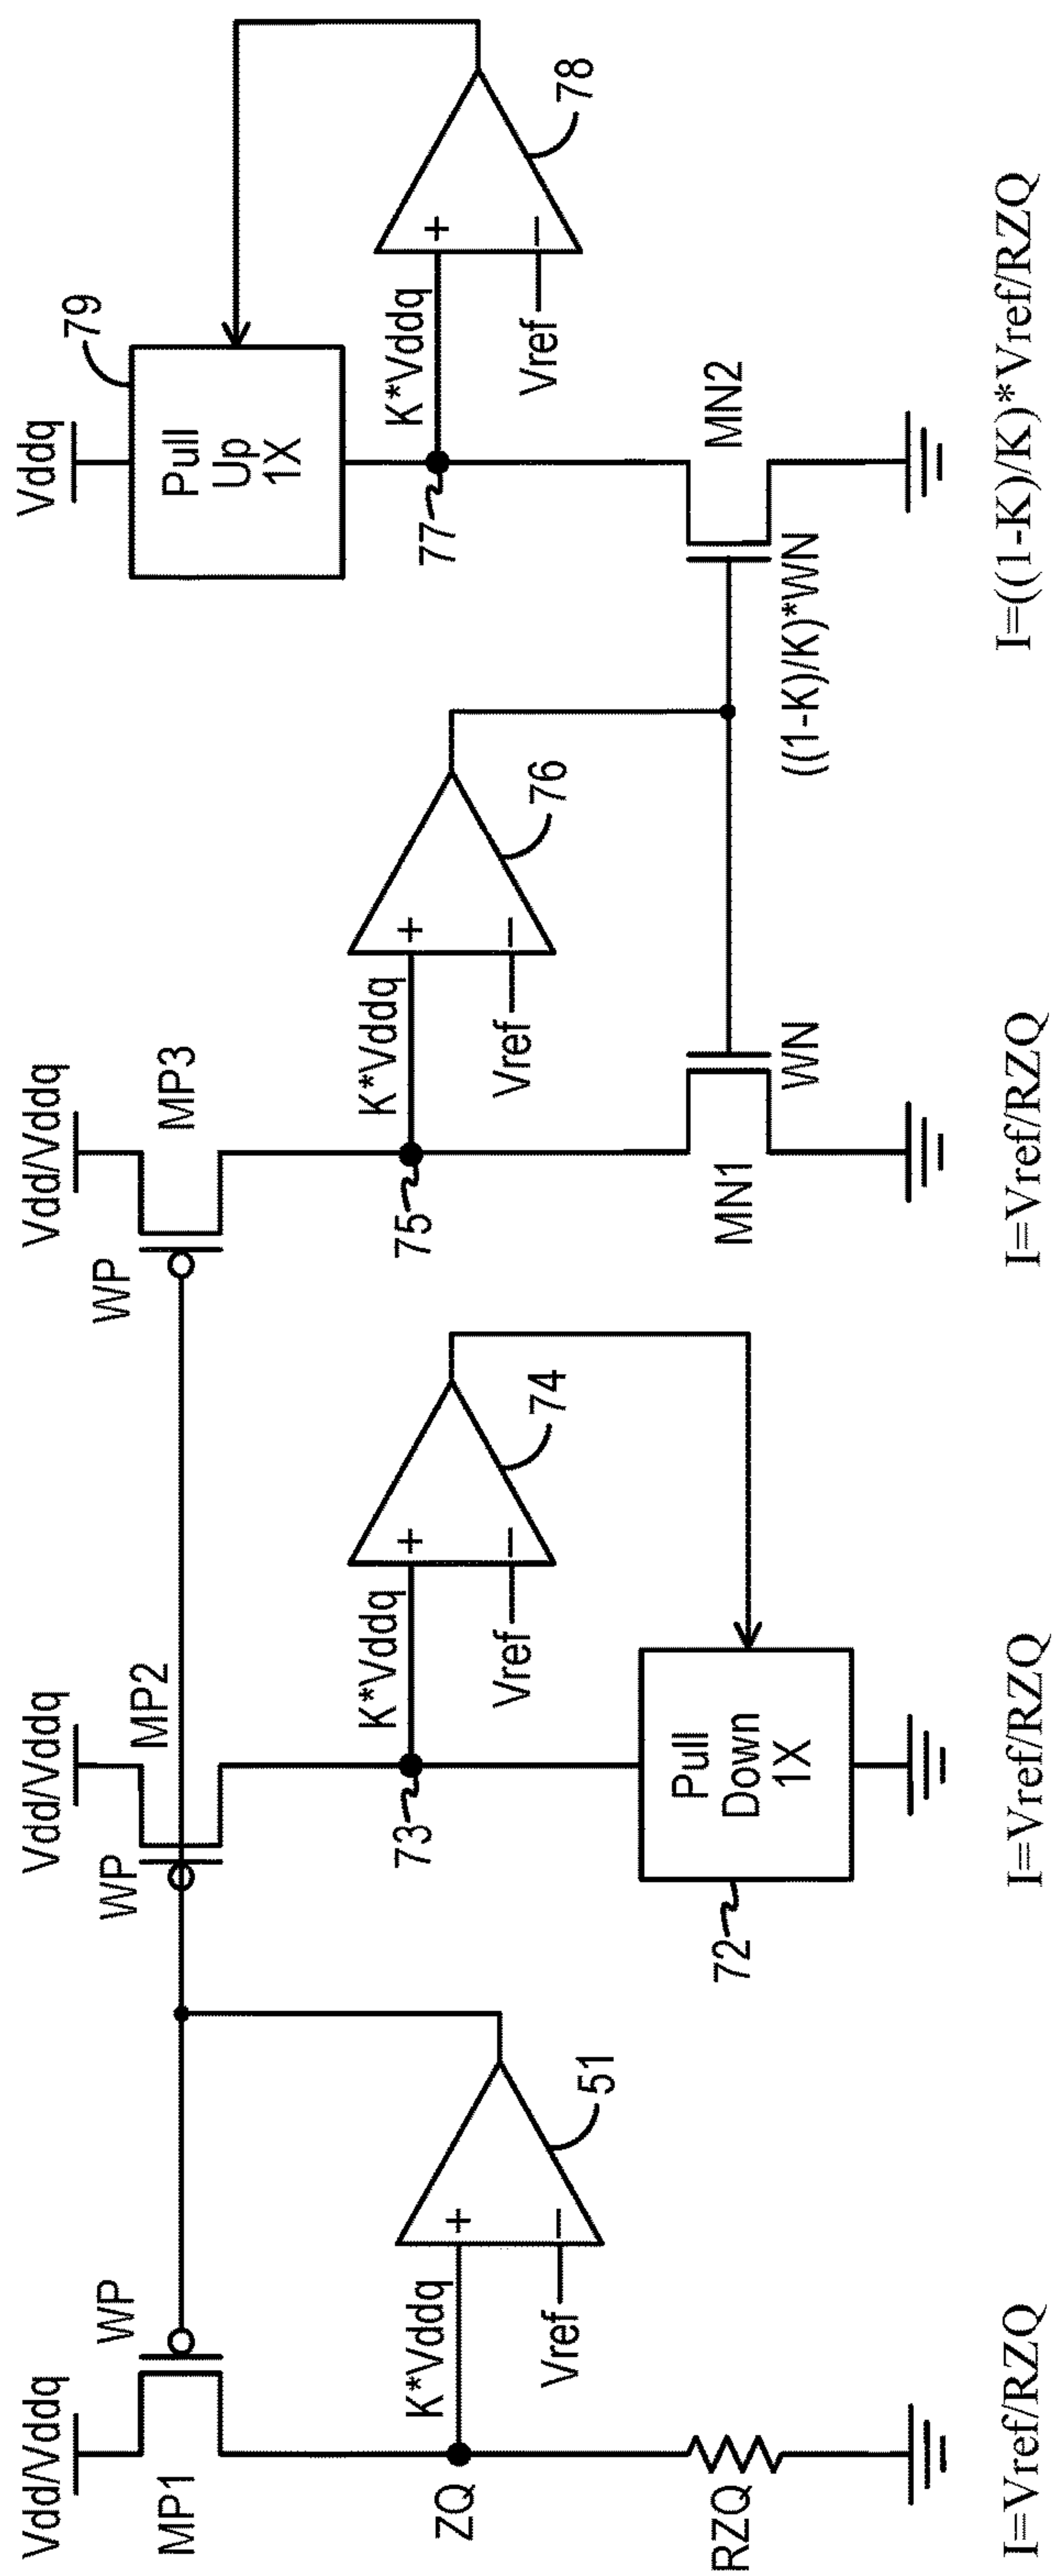 Vdd/Vddq
MP1
WP
ZQ
K*Vddq
+
−
Vref
51
RZQ
I=Vref/RZQ
Vdd/Vddq
WP
MP2
73
K*Vddq
+
−
Vref
74
72
Pull
Down
1X
I=Vref/RZQ
Vdd/Vddq
WP
MP3
75
K*Vddq
+
−
Vref
76
MN1
WN
I=Vref/RZQ
Vddq
79
Pull
Up
1X
77
K*Vddq
+
−
Vref
78
MN2
((1-K)/K)*WN
I=((1-K)/K)*Vref/RZQ